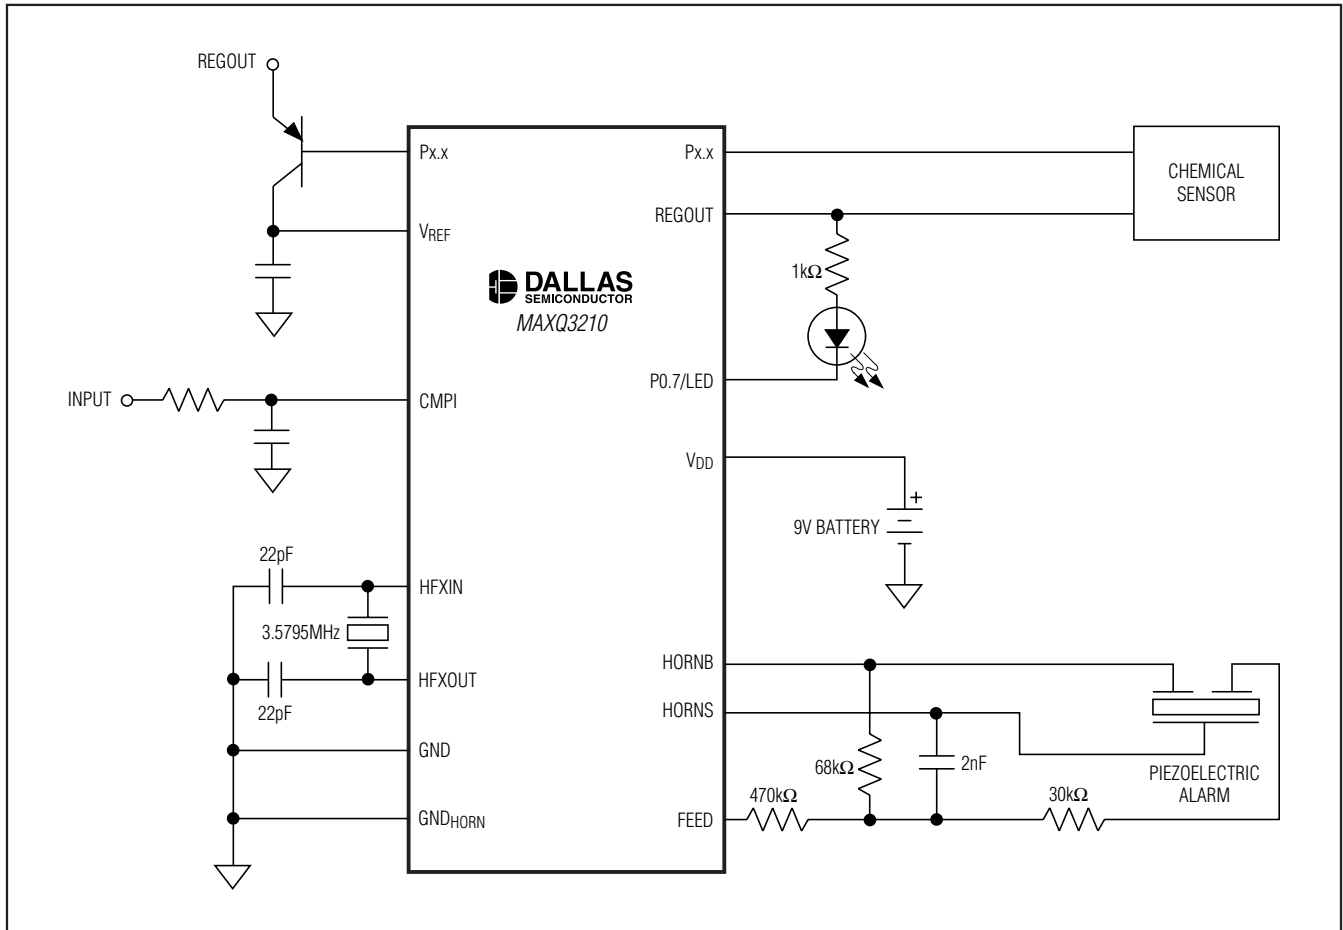 REGOUT
Px.x
VREF
INPUT
CMPI
22pF
HFXIN
3.5795MHz
HFXOUT
22pF
GND
GNDHORN
DALLAS
SEMICONDUCTOR
MAXQ3210
Px.x
CHEMICAL
SENSOR
REGOUT
1kΩ
P0.7/LED
VDD
+
9V BATTERY
HORNB
HORNS
68kΩ
2nF
PIEZOELECTRIC
ALARM
470kΩ
30kΩ
FEED